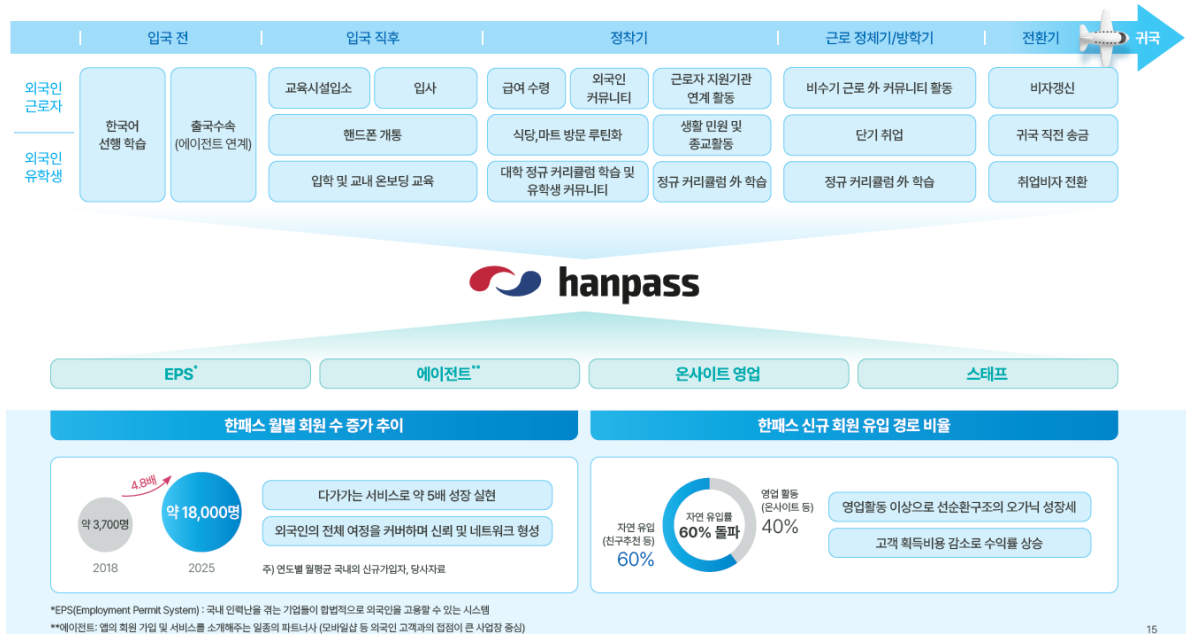 입국 전
입국 직후
정착기
근로 정체기/방학기
전환기
귀국
외국인
근로자
외국인
유학생
한국어
선행 학습
출국수속
(에이전트 연계)
교육시설입소
입사
핸드폰 개통
입학 및 교내 온보딩 교육
급여 수령
외국인
커뮤니티
근로자 지원기관
연계 활동
식당,마트 방문 루틴화
생활 민원 및
종교활동
대학 정규 커리큘럼 학습 및
유학생 커뮤니티
정규 커리큘럼 外 학습
비수기 근로 外 커뮤니티 활동
단기 취업
정규 커리큘럼 外 학습
비자갱신
귀국 직전 송금
취업비자 전환
hanpass
EPS*
에이전트**
온사이트 영업
스태프
한패스 월별 회원 수 증가 추이
4.8배
약 3,700명
약 18,000명
2018
2025
다가가는 서비스로 약 5배 성장 실현
외국인의 전체 여정을 커버하며 신뢰 및 네트워크 형성
주) 연도별 월평균 국내의 신규가입자, 당사자료
한패스 신규 회원 유입 경로 비율
자연 유입
(친구추천 등)
60%
자연 유입률
60% 돌파
영업 활동
(온사이트 등)
40%
영업활동 이상으로 선순환구조의 오가닉 성장세
고객 획득비용 감소로 수익률 상승
*EPS(Employment Permit System) : 국내 인력난을 겪는 기업들이 합법적으로 외국인을 고용할 수 있는 시스템
**에이전트: 앱의 회원 가입 및 서비스를 소개해주는 일종의 파트너사 (모바일샵 등 외국인 고객과의 접점이 큰 사업장 중심)
15